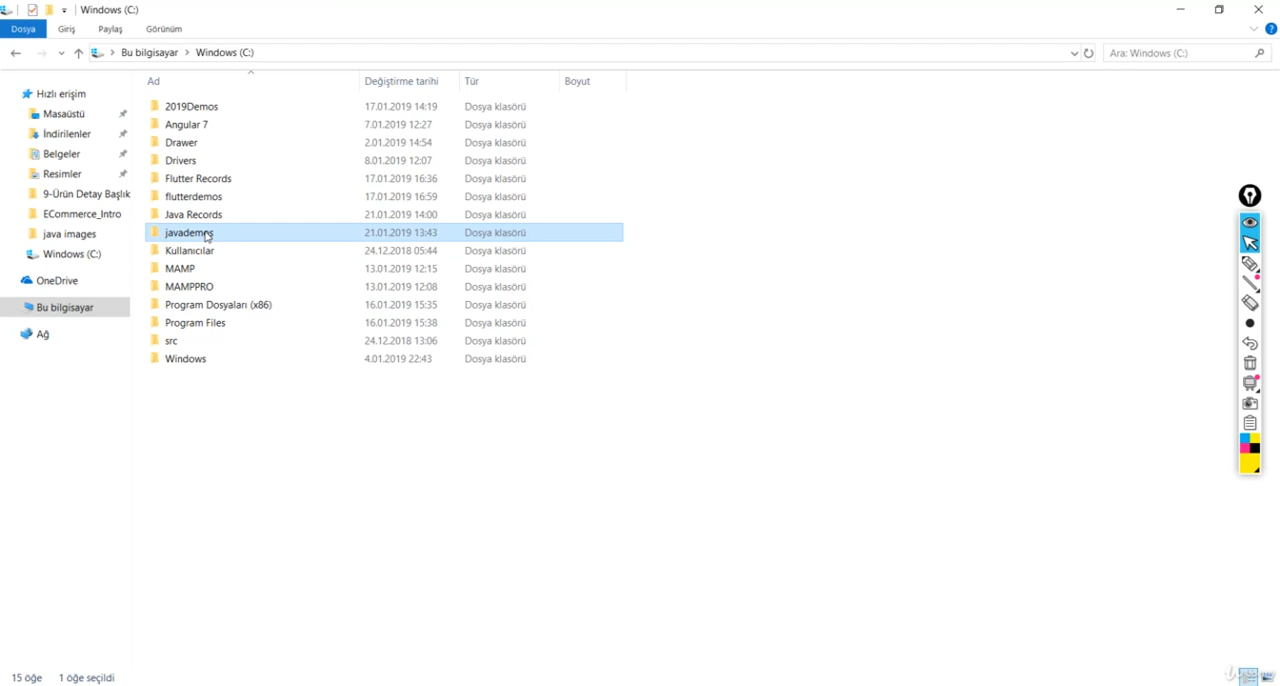 Windows (C:)
Dosya Giriş Paylaş Görünüm
Bu bilgisayar Windows (C:) Ara: Windows (C:)
Ad Değiştirme tarihi Tür Boyut
Hızlı erişim
Masaüstü
İndirilenler
Belgeler
Resimler
9-Ürün Detay Başlık
ECommerce_Intro
java images
Windows (C:)
OneDrive
Bu bilgisayar
Ağ
2019Demos 17.01.2019 14:19 Dosya klasörü
Angular 7 7.01.2019 12:27 Dosya klasörü
Drawer 2.01.2019 14:54 Dosya klasörü
Drivers 8.01.2019 12:07 Dosya klasörü
Flutter Records 17.01.2019 16:36 Dosya klasörü
flutterdemos 17.01.2019 16:59 Dosya klasörü
Java Records 21.01.2019 14:00 Dosya klasörü
javademos 21.01.2019 13:43 Dosya klasörü
Kullanıcılar 24.12.2018 05:44 Dosya klasörü
MAMP 13.01.2019 12:15 Dosya klasörü
MAMPPRO 13.01.2019 12:08 Dosya klasörü
Program Dosyaları (x86) 16.01.2019 15:35 Dosya klasörü
Program Files 16.01.2019 15:38 Dosya klasörü
src 24.12.2018 13:06 Dosya klasörü
Windows 4.01.2019 22:43 Dosya klasörü
15 öğe 1 öğe seçildi